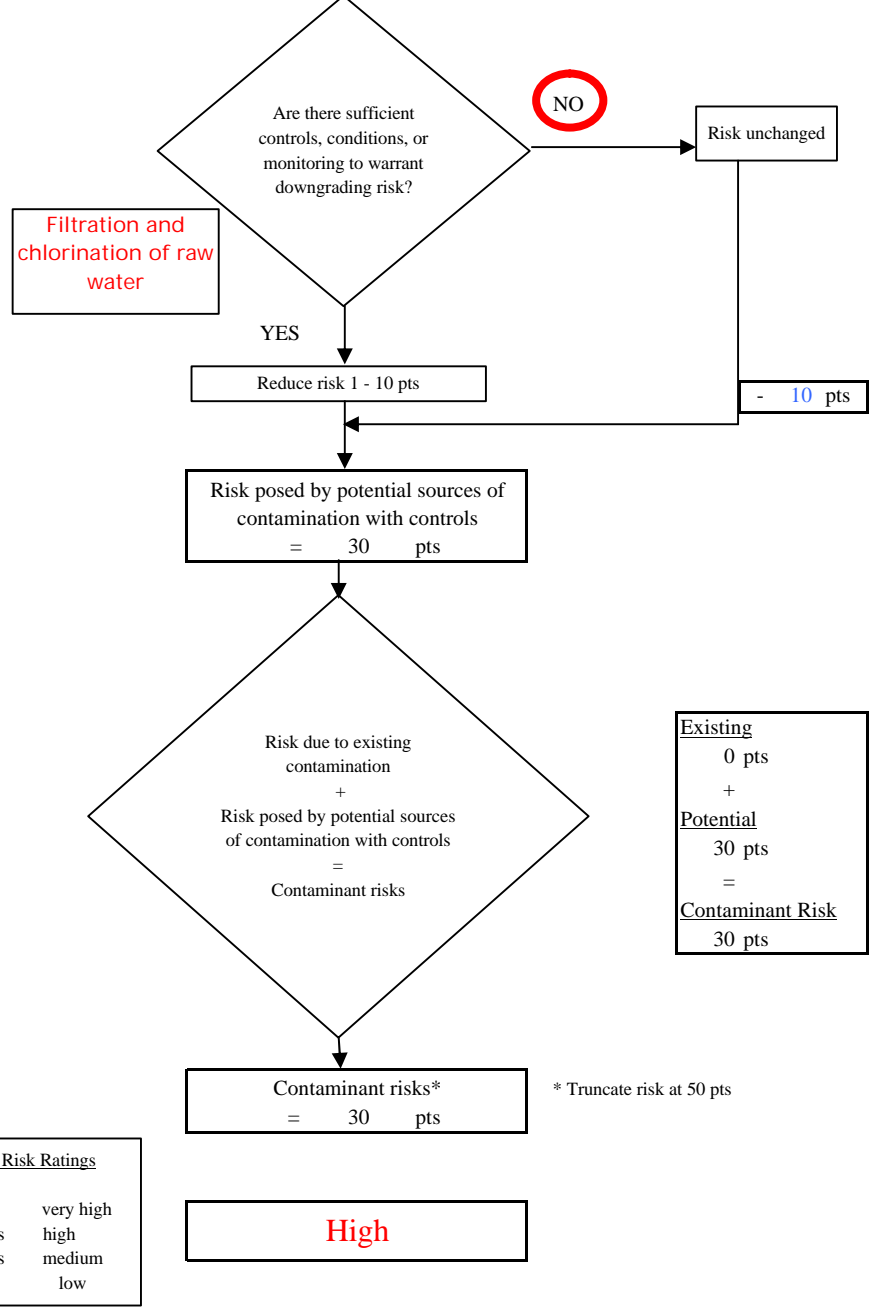 Are there sufficient
controls, conditions, or
monitoring to warrant
downgrading risk?
NO
Risk unchanged
Filtration and
chlorination of raw
water
YES
Reduce risk 1 - 10 pts
- 10 pts
Risk posed by potential sources of
contamination with controls
= 30 pts
Risk due to existing
contamination
+
Risk posed by potential sources
of contamination with controls
=
Contaminant risks
Existing
0 pts
+
Potential
30 pts
=
Contaminant Risk
30 pts
Contaminant risks*
= 30 pts
* Truncate risk at 50 pts
Risk Ratings
very high
s high
s medium
low
High